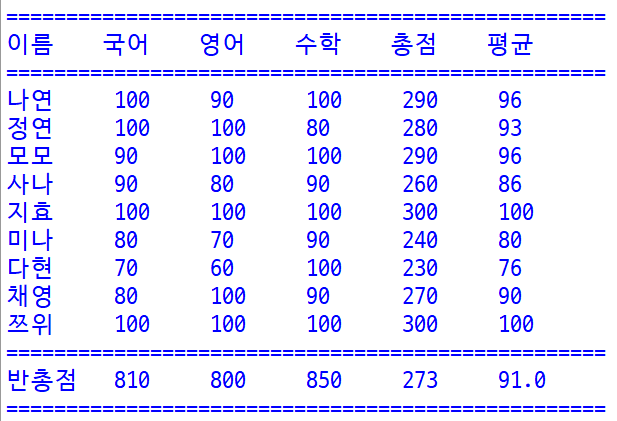 ==================================================
이름 국어 영어 수학 총점 평균
==================================================
나연 100 90 100 290 96
정연 100 100 80 280 93
모모 90 100 100 290 96
사나 90 80 90 260 86
지효 100 100 100 300 100
미나 80 70 90 240 80
다현 70 60 100 230 76
채영 80 100 90 270 90
쯔위 100 100 100 300 100
==================================================
반총점 810 800 850 273 91.0
==================================================